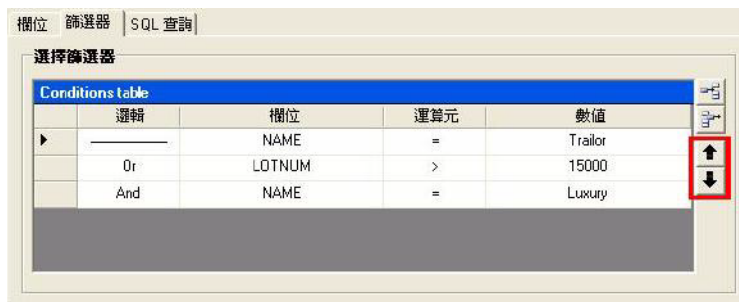 欄位 篩選器 SQL 查詢
選擇篩選器
Conditions table
邏輯 欄位 運算元 數值
NAME = Trailor
Or LOTNUM > 15000
And NAME = Luxury